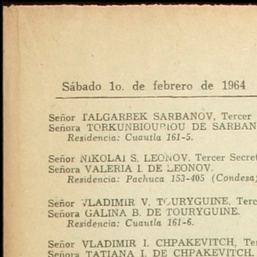 Sábado 1o. de febrero de 1964
Señor TALGARBEK SARBANOV, Tercer
Señora TORKUNBIOURIOU DE SARBAN
Residencia: Cuautla 161-5.
Señor NIKOLAI S. LEONOV, Tercer Secret
Señora VALERIA I. DE LEONOV.
Residencia: Pachuca 153-405 (Condesa)
Señor VLADIMIR V. TOURYGUINE, Terc
Señora GALINA B. DE TOURYGUINE.
Residencia: Cuautla 161-6.
Señor VLADIMIR I. CHPAKEVITCH, Te
Señora TATIANA I. DE CHPAKEVITCH.